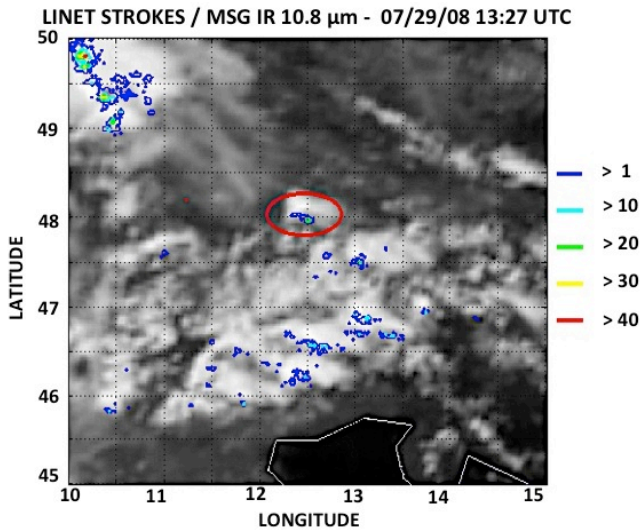 LINET STROKES / MSG IR 10.8 µm - 07/29/08 13:27 UTC
50
49
48
47
46
45
LATITUDE
10 11 12 13 14 15
LONGITUDE
> 1
> 10
> 20
> 30
> 40